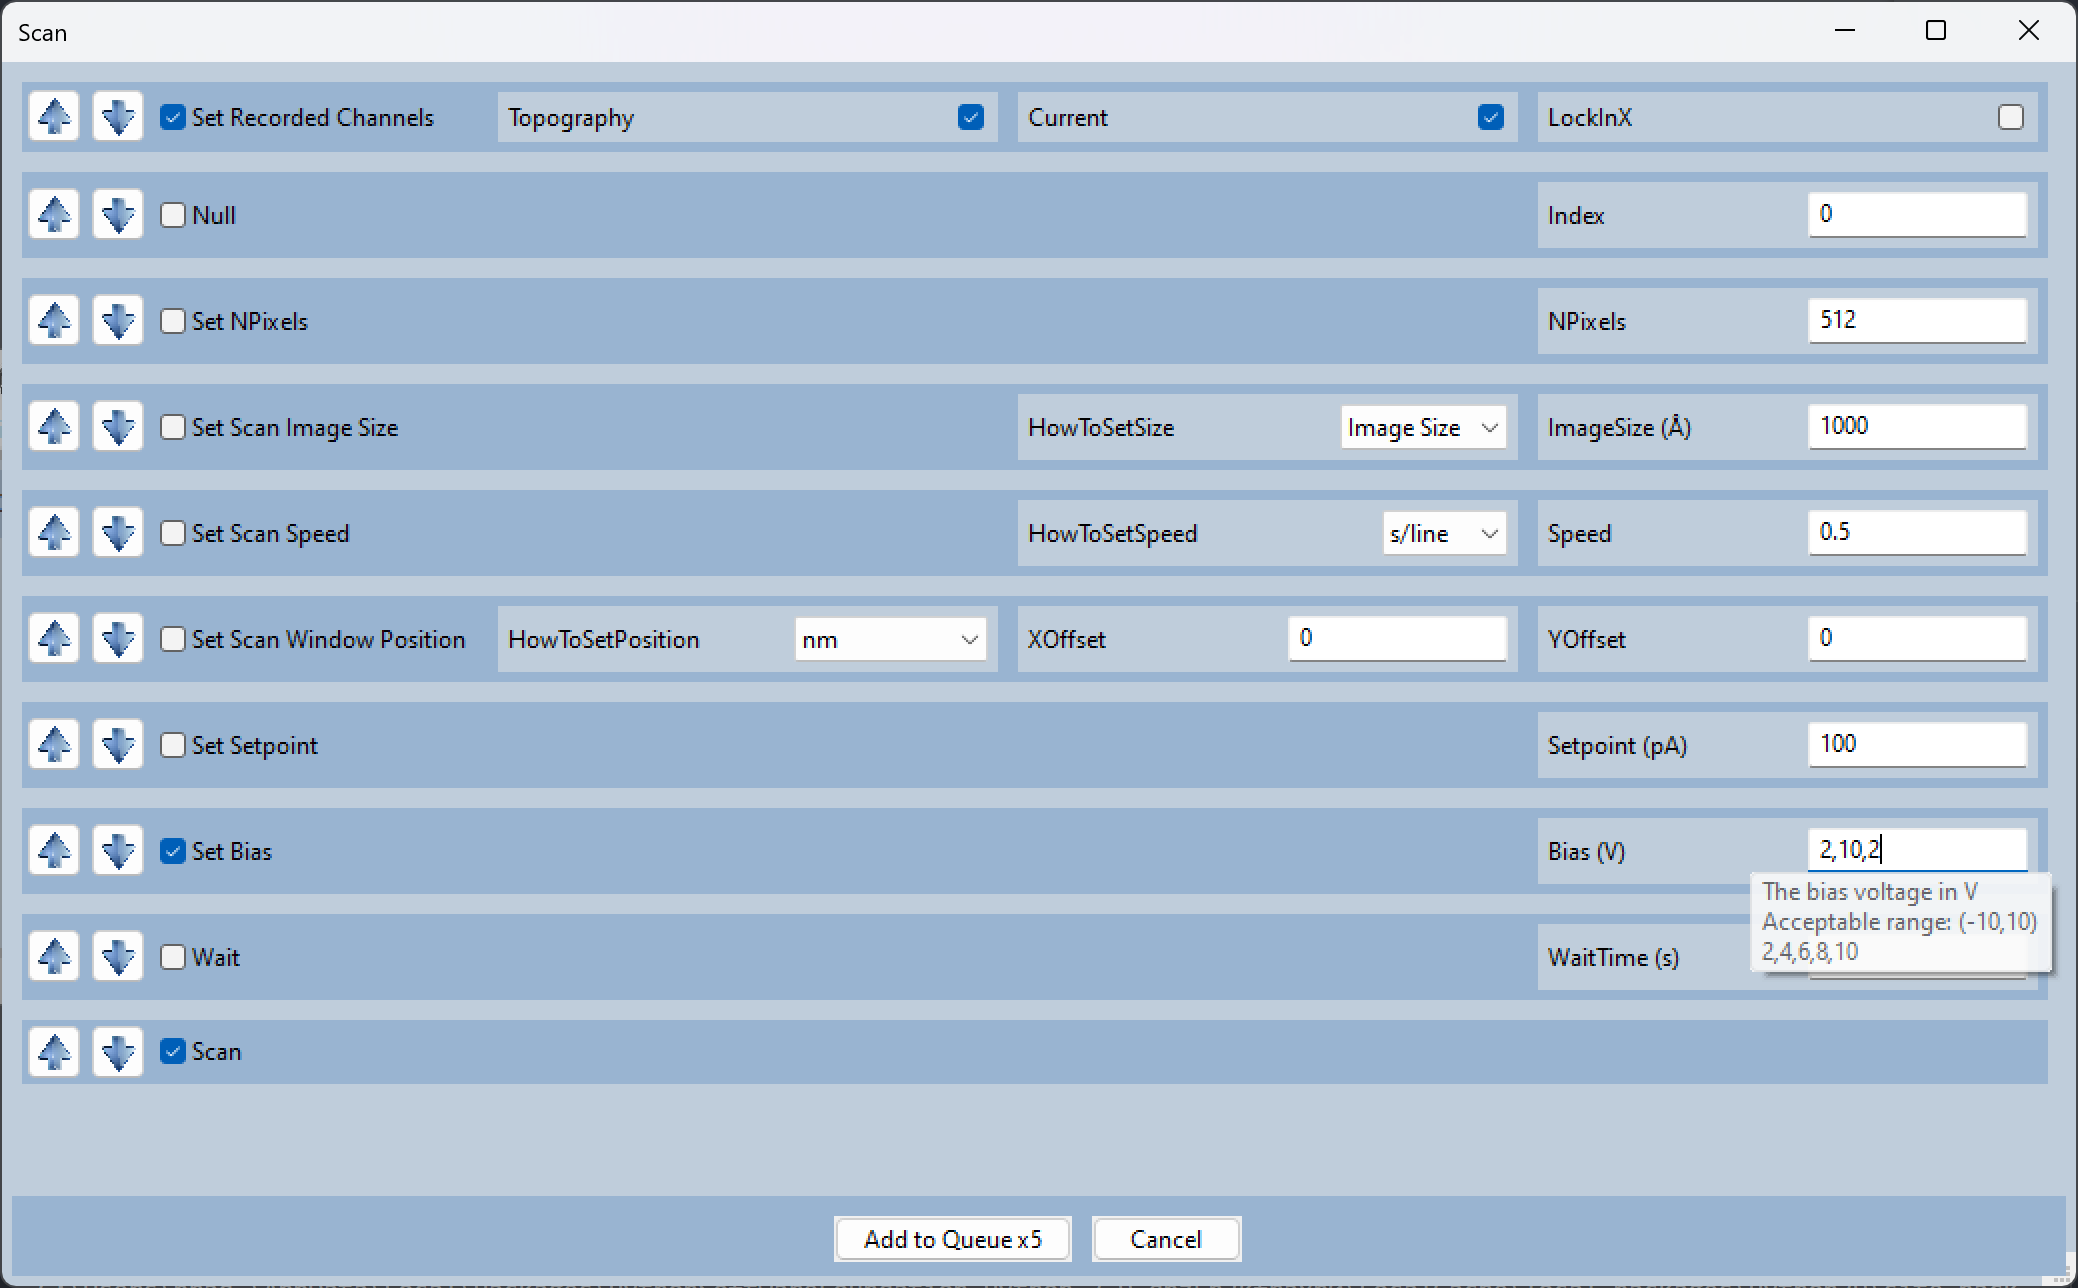 Scan
Set Recorded Channels Topography Current LockInX
Null Index 0
Set NPixels NPixels 512
Set Scan Image Size HowToSetSize Image Size ImageSize (Å) 1000
Set Scan Speed HowToSetSpeed s/line Speed 0.5
Set Scan Window Position HowToSetPosition nm XOffset 0 YOffset 0
Set Setpoint Setpoint (pA) 100
Set Bias Bias (V) 2,10,2
The bias voltage in V
Acceptable range: (-10,10)
2,4,6,8,10
Wait WaitTime (s)
Scan
Add to Queue x5 Cancel